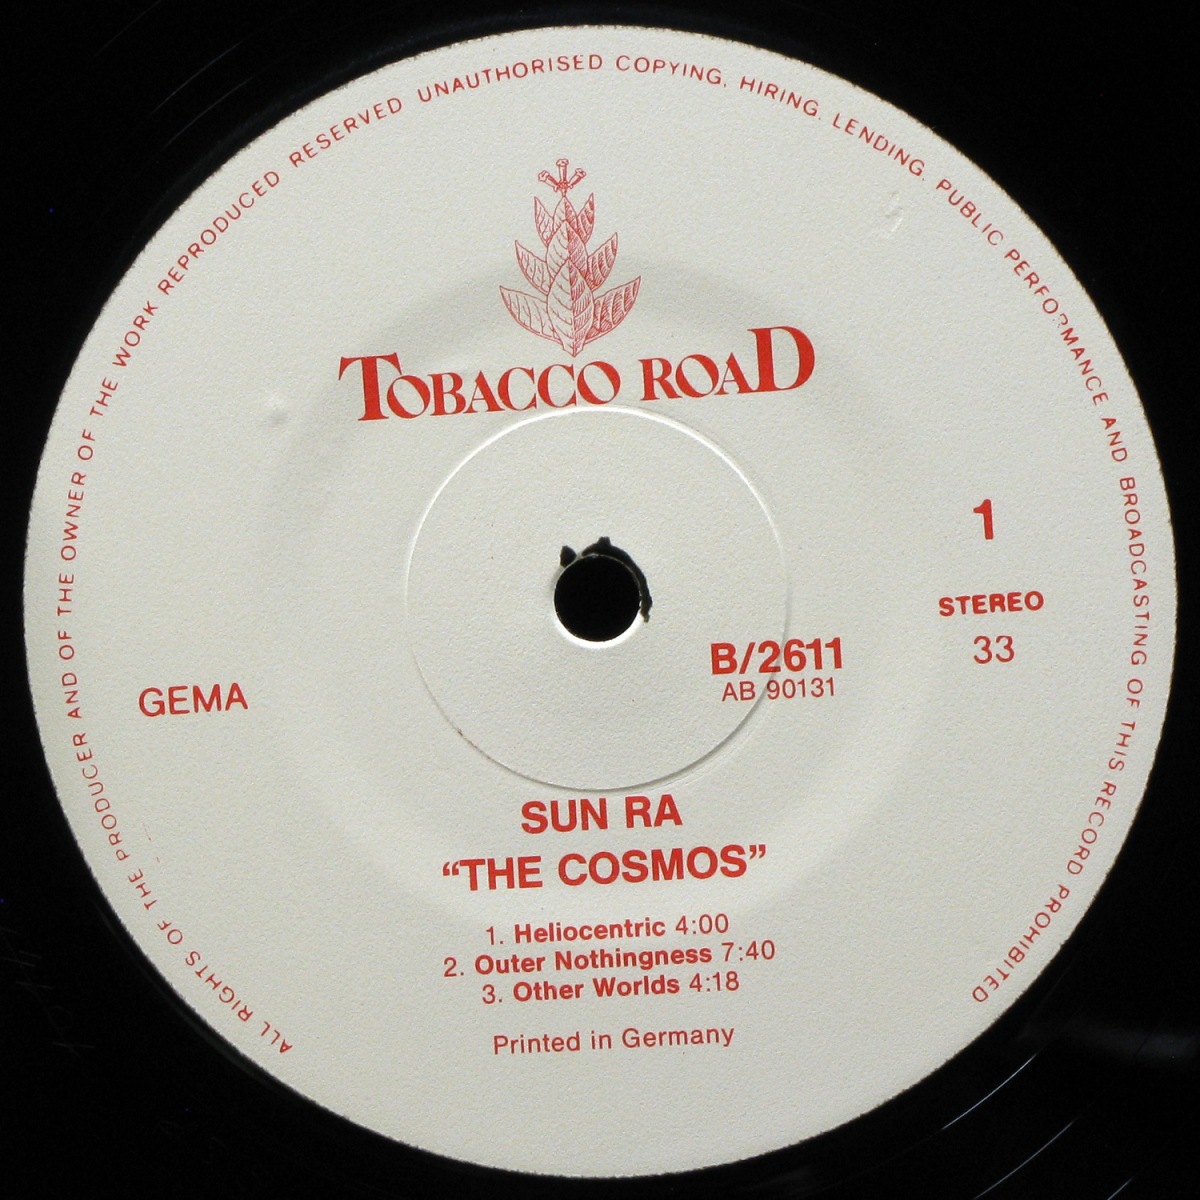 ALL RIGHTS OF THE PRODUCER AND OF THE OWNER OF THE WORK REPRODUCED RESERVED UNAUTHORISED COPYING, HIRING, LENDING, PUBLIC PERFORMANCE AND BROADCASTING OF THIS RECORD PROHIBITED
TOBACCO ROAD
1
STEREO
33
B/2611
AB 90131
GEMA
SUN RA
“THE COSMOS”
1. Heliocentric 4:00
2. Outer Nothingness 7:40
3. Other Worlds 4:18
Printed in Germany